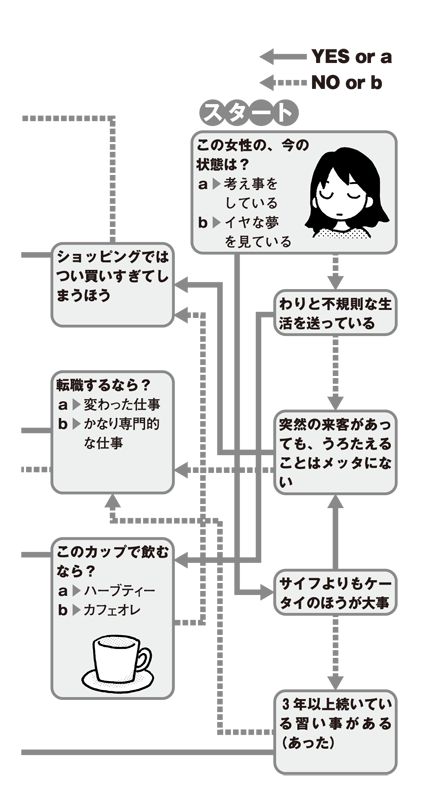 YES or a
NO or b
スタート
この女性の、今の
状態は？
a ▶ 考え事を
している
b ▶ イヤな夢
を見ている
ショッピングでは
つい買いすぎてし
まうほう
わりと不規則な生
活を送っている
転職するなら？
a ▶ 変わった仕事
b ▶ かなり専門的
な仕事
突然の来客があっ
ても、うろたえる
ことはメッタにな
い
このカップで飲む
なら？
a ▶ ハーブティー
b ▶ カフェオレ
サイフよりもケー
タイのほうが大事
３年以上続いてい
る習い事がある
（あった）